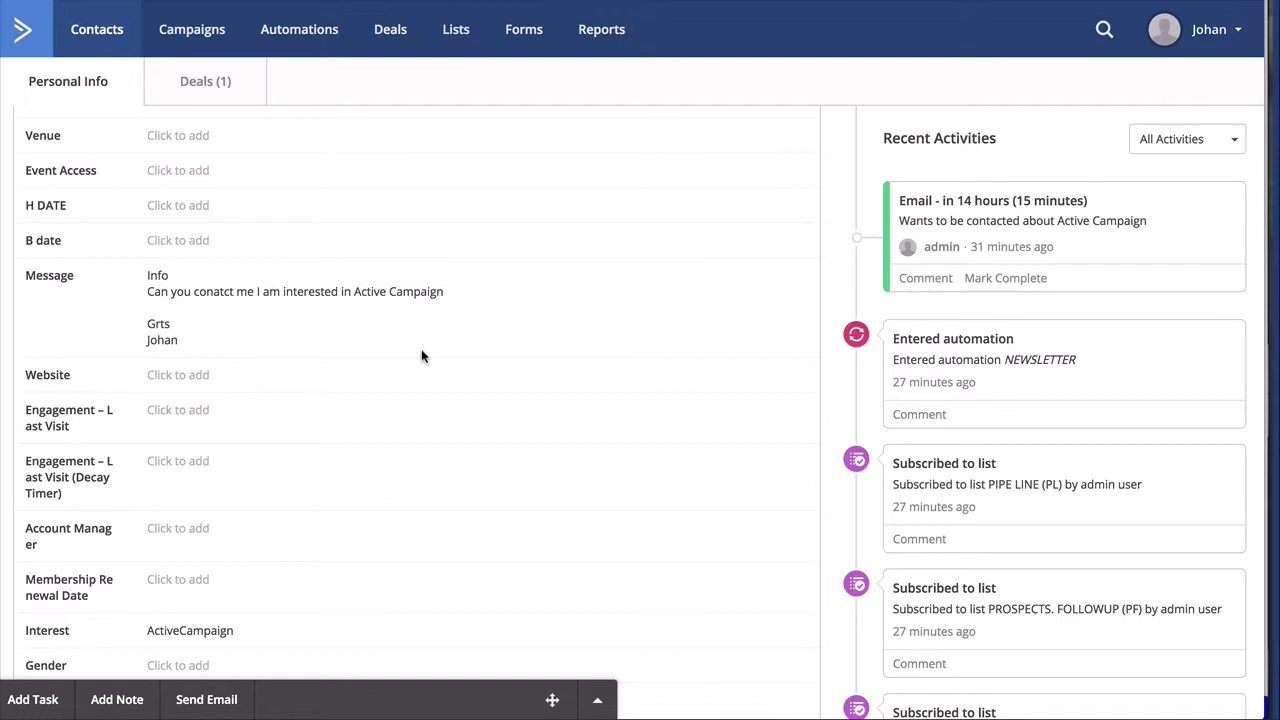 Contacts
Campaigns
Automations
Deals
Lists
Forms
Reports
Johan
Personal Info
Deals (1)
Venue
Click to add
Event Access
Click to add
H DATE
Click to add
B date
Click to add
Message
Info
Can you conatct me I am interested in Active Campaign
Grts
Johan
Website
Click to add
Engagement – L
ast Visit
Click to add
Engagement – L
ast Visit (Decay
Timer)
Click to add
Account Manag
er
Click to add
Membership Re
newal Date
Click to add
Interest
ActiveCampaign
Gender
Click to add
Recent Activities
All Activities
Email - in 14 hours (15 minutes)
Wants to be contacted about Active Campaign
admin · 31 minutes ago
Comment Mark Complete
Entered automation
Entered automation NEWSLETTER
27 minutes ago
Comment
Subscribed to list
Subscribed to list PIPE LINE (PL) by admin user
27 minutes ago
Comment
Subscribed to list
Subscribed to list PROSPECTS. FOLLOWUP (PF) by admin user
27 minutes ago
Comment
Subscribed to list
Add Task
Add Note
Send Email